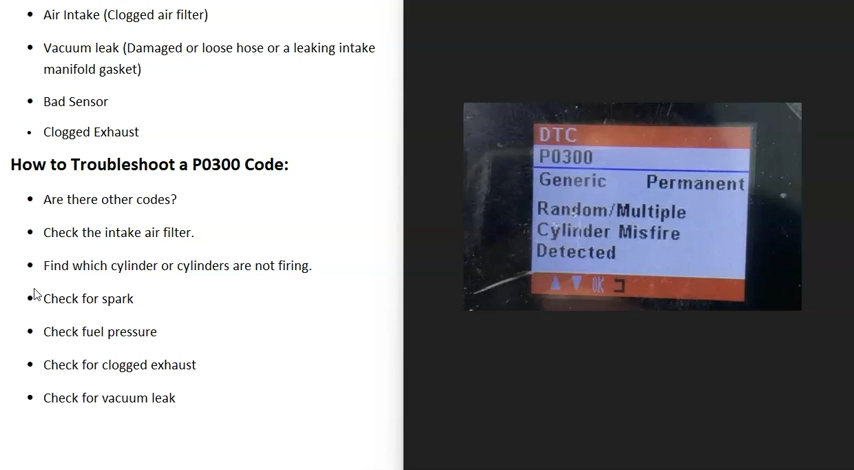 Air Intake (Clogged air filter)
Vacuum leak (Damaged or loose hose or a leaking intake
manifold gasket)
Bad Sensor
Clogged Exhaust
How to Troubleshoot a P0300 Code:
Are there other codes?
Check the intake air filter.
Find which cylinder or cylinders are not firing.
Check for spark
Check fuel pressure
Check for clogged exhaust
Check for vacuum leak
DTC
P0300
Generic Permanent
Random/Multiple
Cylinder Misfire
Detected
OK